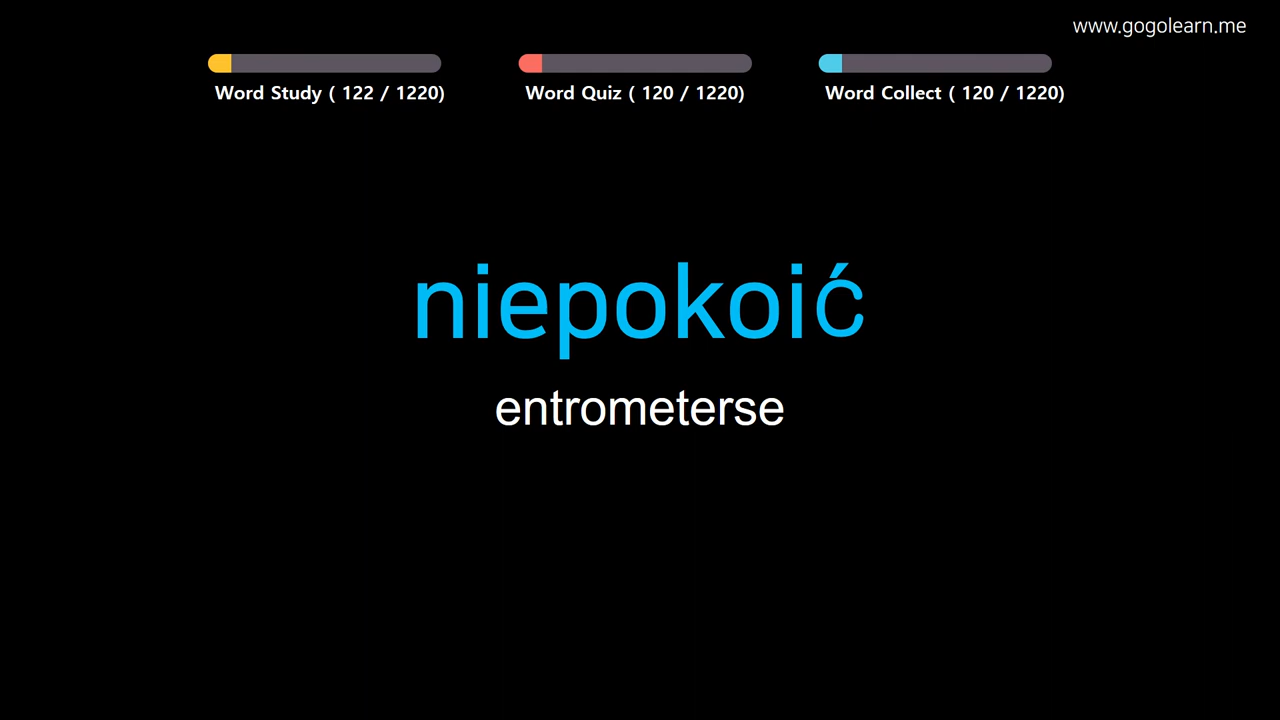 www.gogolearn.me
Word Study ( 122 / 1220)
Word Quiz ( 120 / 1220)
Word Collect ( 120 / 1220)
niepokoić
entrometerse